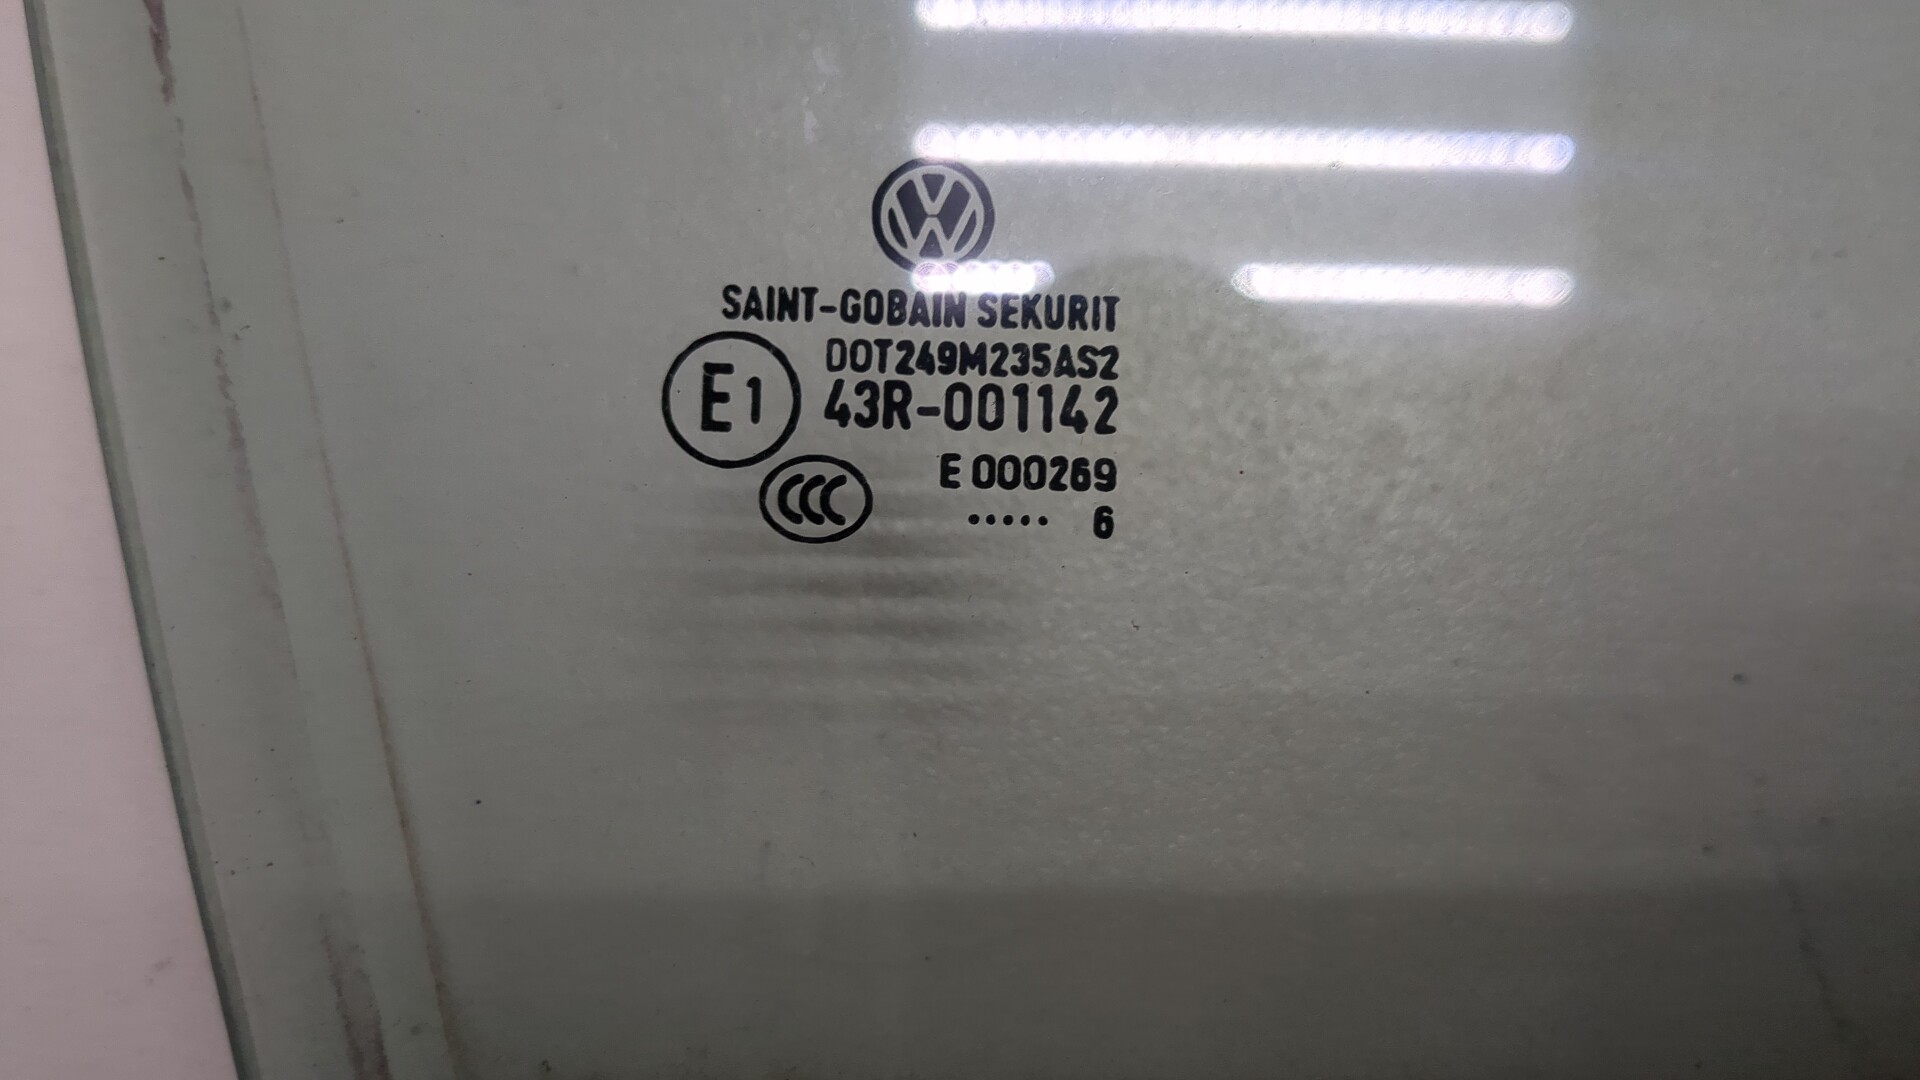 SAINT-GOBAIN SEKURIT
DOT249M235AS2
E1 43R-001142
CCC E 000269
..... 6